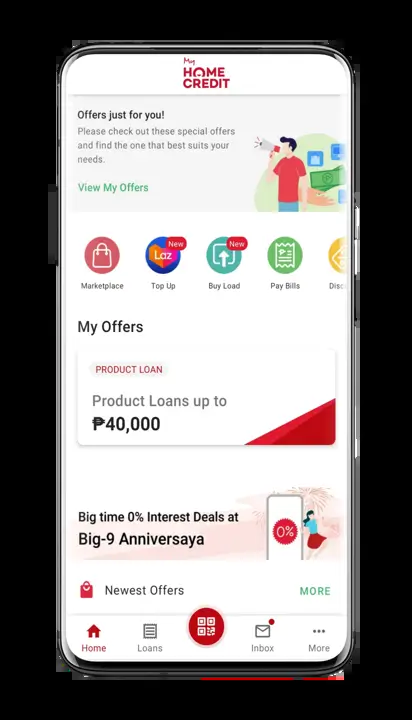 My
HOME
CREDIT
Offers just for you!
Please check out these special offers
and find the one that best suits your
needs.
View My Offers
Laz
New
New
Marketplace
Top Up
Buy Load
Pay Bills
Disc
My Offers
PRODUCT LOAN
Product Loans up to
₱40,000
Big time 0% Interest Deals at
Big-9 Anniversaya
0%
Newest Offers
MORE
Home
Loans
Inbox
More